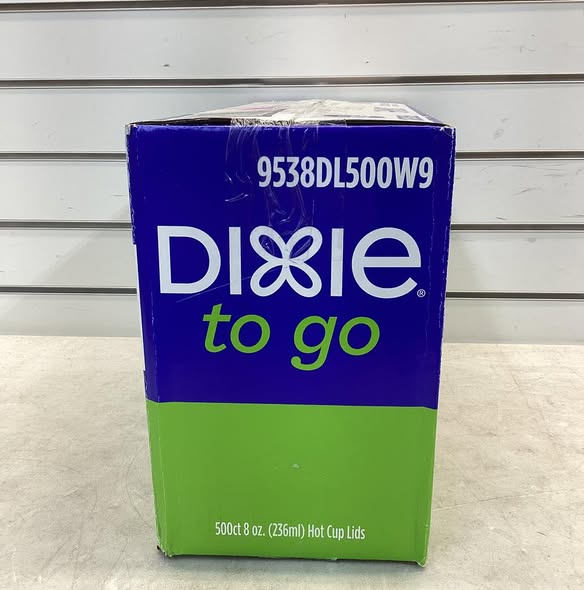 9538DL500W9
DIXIE®
to go
500ct 8 oz. (236ml) Hot Cup Lids